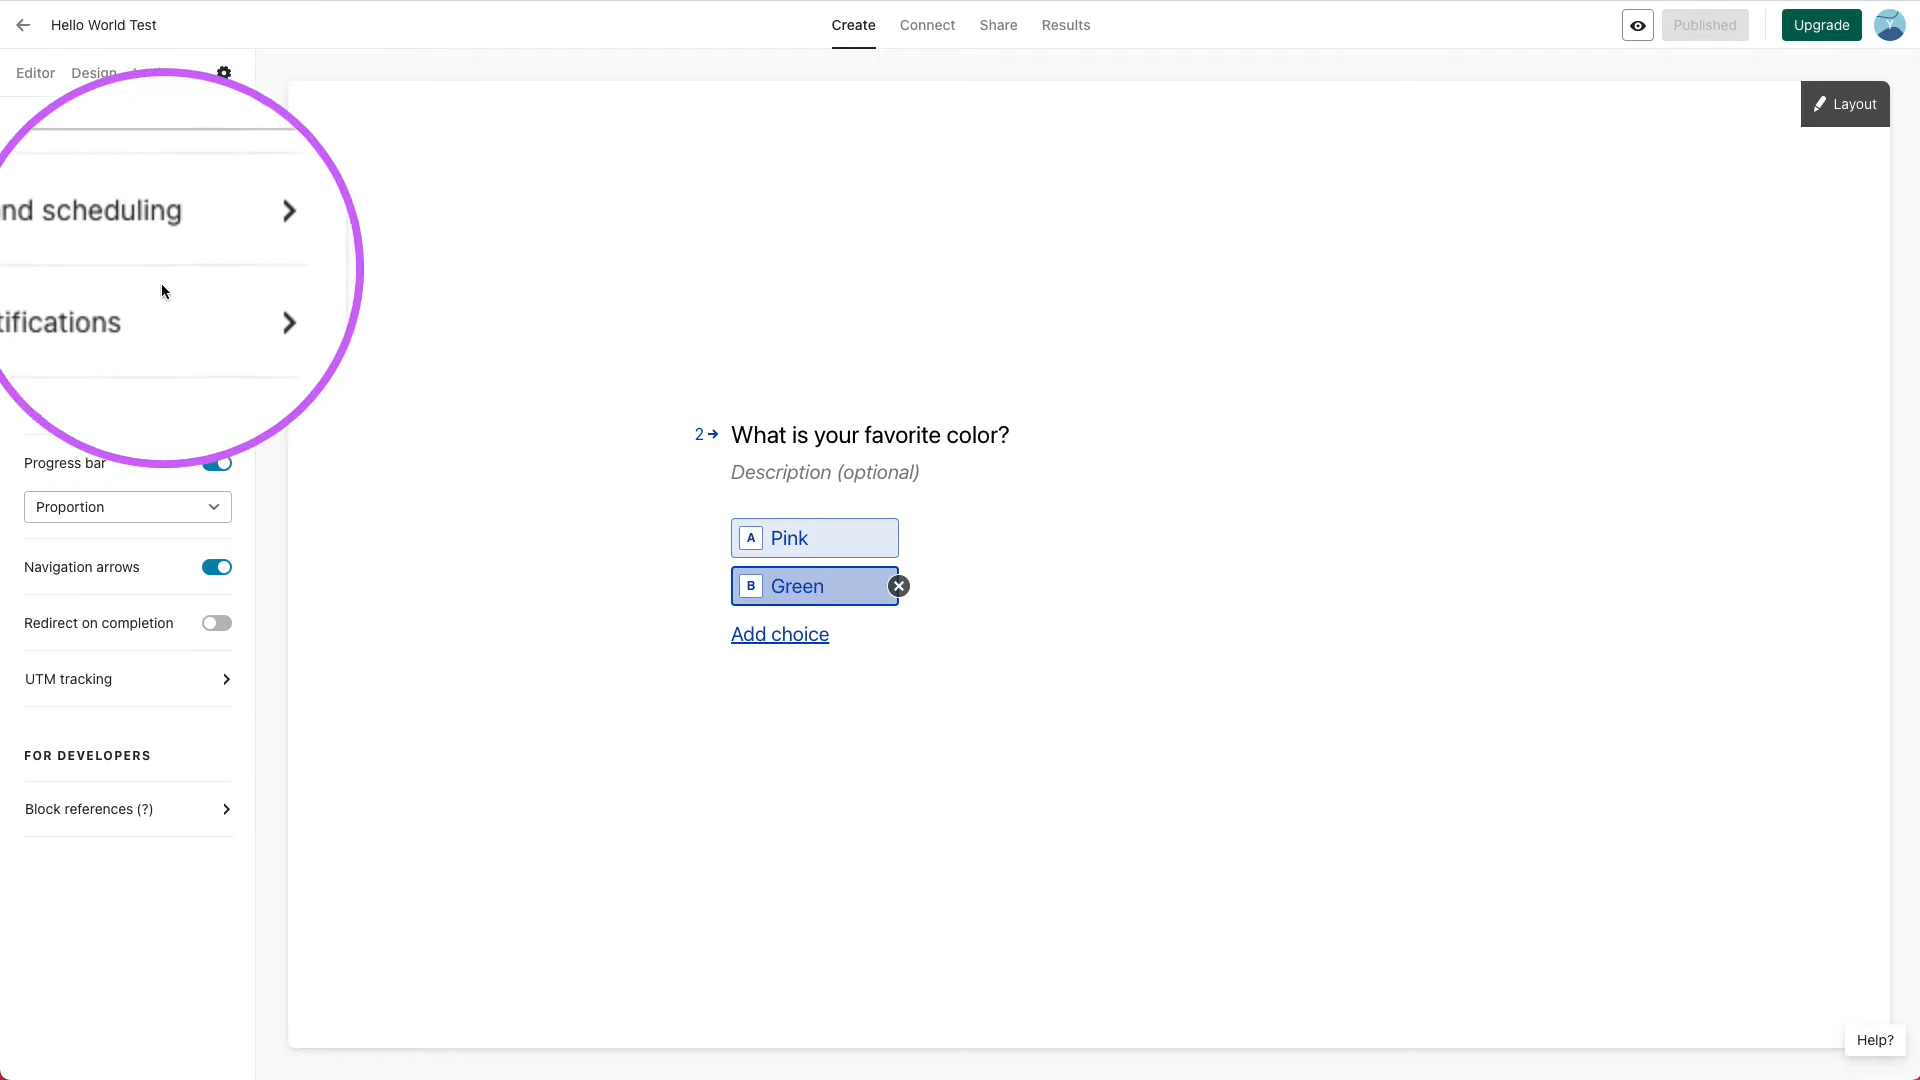 Hello World Test
Create
Connect
Share
Results
Published
Upgrade
Editor
Design
Layout
nd scheduling
tifications
2
What is your favorite color?
Description (optional)
Progress bar
Proportion
A Pink
B Green
Add choice
Navigation arrows
Redirect on completion
UTM tracking
FOR DEVELOPERS
Block references (?)
Help?